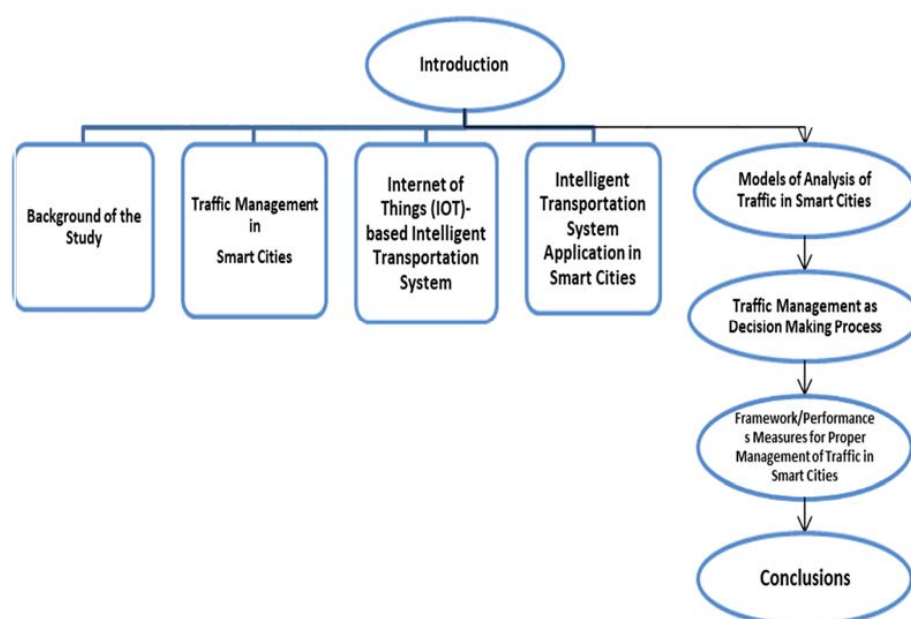 Introduction
Background of the
Study
Traffic Management
in
Smart Cities
Internet of
Things (IOT)-
based Intelligent
Transportation
System
Intelligent
Transportation
System
Application in
Smart Cities
Models of Analysis of
Traffic in Smart Cities
Traffic Management as
Decision Making Process
Framework/Performance
s Measures for Proper
Management of Traffic in
Smart Cities
Conclusions